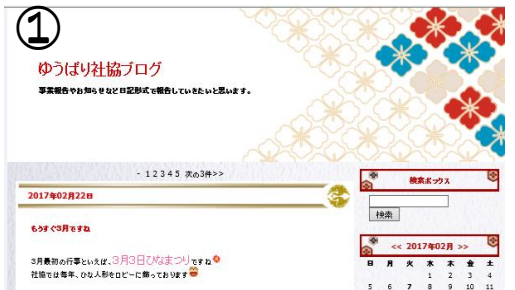 ①
ゆうばり社協ブログ
事業報告やお知らせなど日記形式で報告していきたいと思います。
- 1 2 3 4 5 次の3件>>
2017年02月22日
もうすぐ3月ですね
3月最初の行事といえば、3月3日ひなまつりですね
社協では毎年、ひな人形をロビーに飾っております
検索ボックス
検索
<< 2017年02月 >>
日 月 火 水 木 金 土
1 2 3 4
5 6 7 8 9 10 11